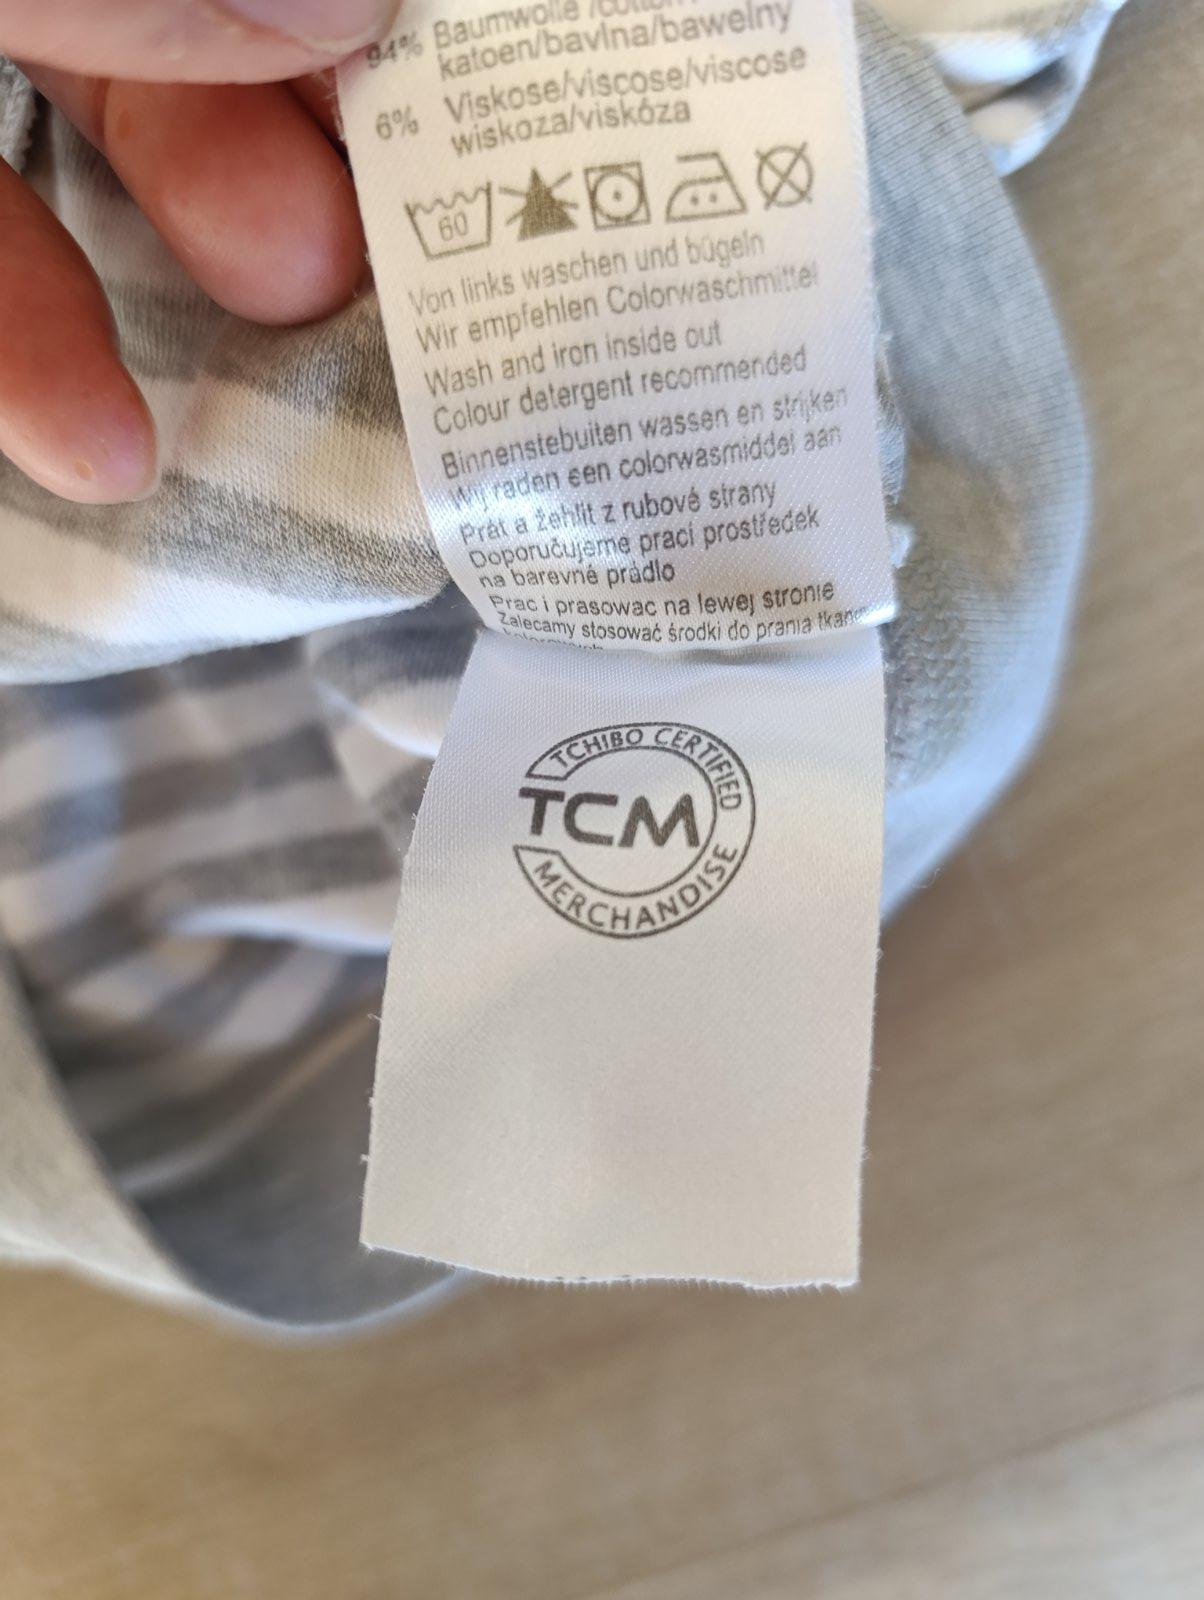 94% Baumwolle /cotton
katoen/bavlna/bawelny
6% Viskose/viscose/viscose
wiskoza/viskóza
60
Von links waschen und bügeln
Wir empfehlen Colorwaschmittel
Wash and iron inside out
Colour detergent recommended
Binnenstebuiten wassen en strijken
Wij raden een colorwasmiddel aan
Prát a žehlit z rubové strany
Doporučujeme prací prostředek
na barevné prádlo
Prac i prasowac na lewej stronie
Zalecamy stosować środki do prania
TCHIBO CERTIFIED
TCM
MERCHANDISE